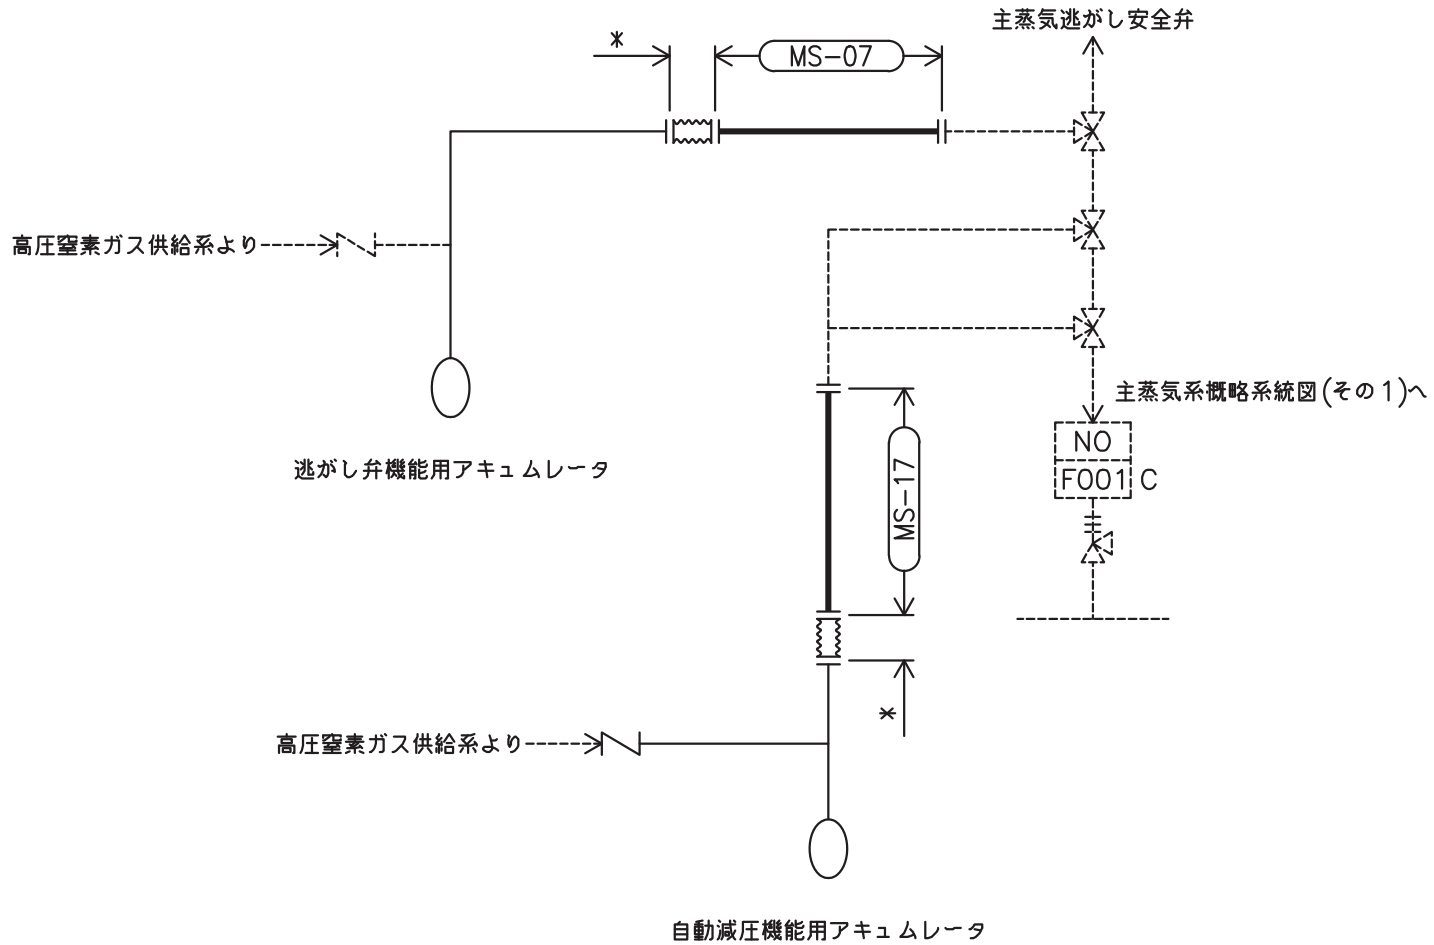 主蒸気逃がし安全弁
*
MS-07
高圧窒素ガス供給系より
主蒸気系概略系統図(その1)へ
NO
F001 C
逃がし弁機能用アキュムレータ
MS-17
*
高圧窒素ガス供給系より
自動減圧機能用アキュムレータ